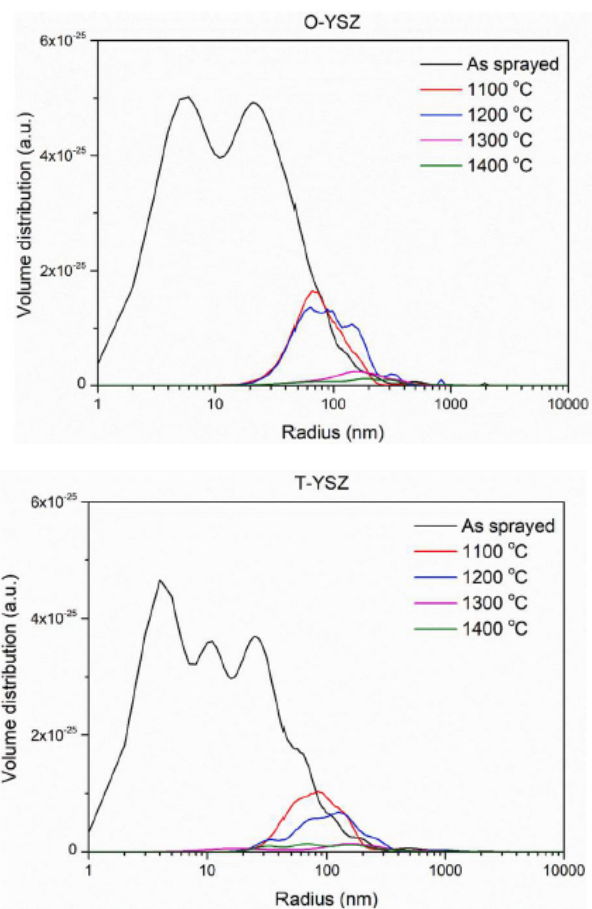 O-YSZ
6x10⁻²⁵
4x10⁻²⁵
2x10⁻²⁵
0
Volume distribution (a.u.)
As sprayed
1100 °C
1200 °C
1300 °C
1400 °C
1 10 100 1000 10000
Radius (nm)
T-YSZ
6x10⁻²⁵
4x10⁻²⁵
2x10⁻²⁵
0
Volume distribution (a.u.)
As sprayed
1100 °C
1200 °C
1300 °C
1400 °C
1 10 100 1000 10000
Radius (nm)